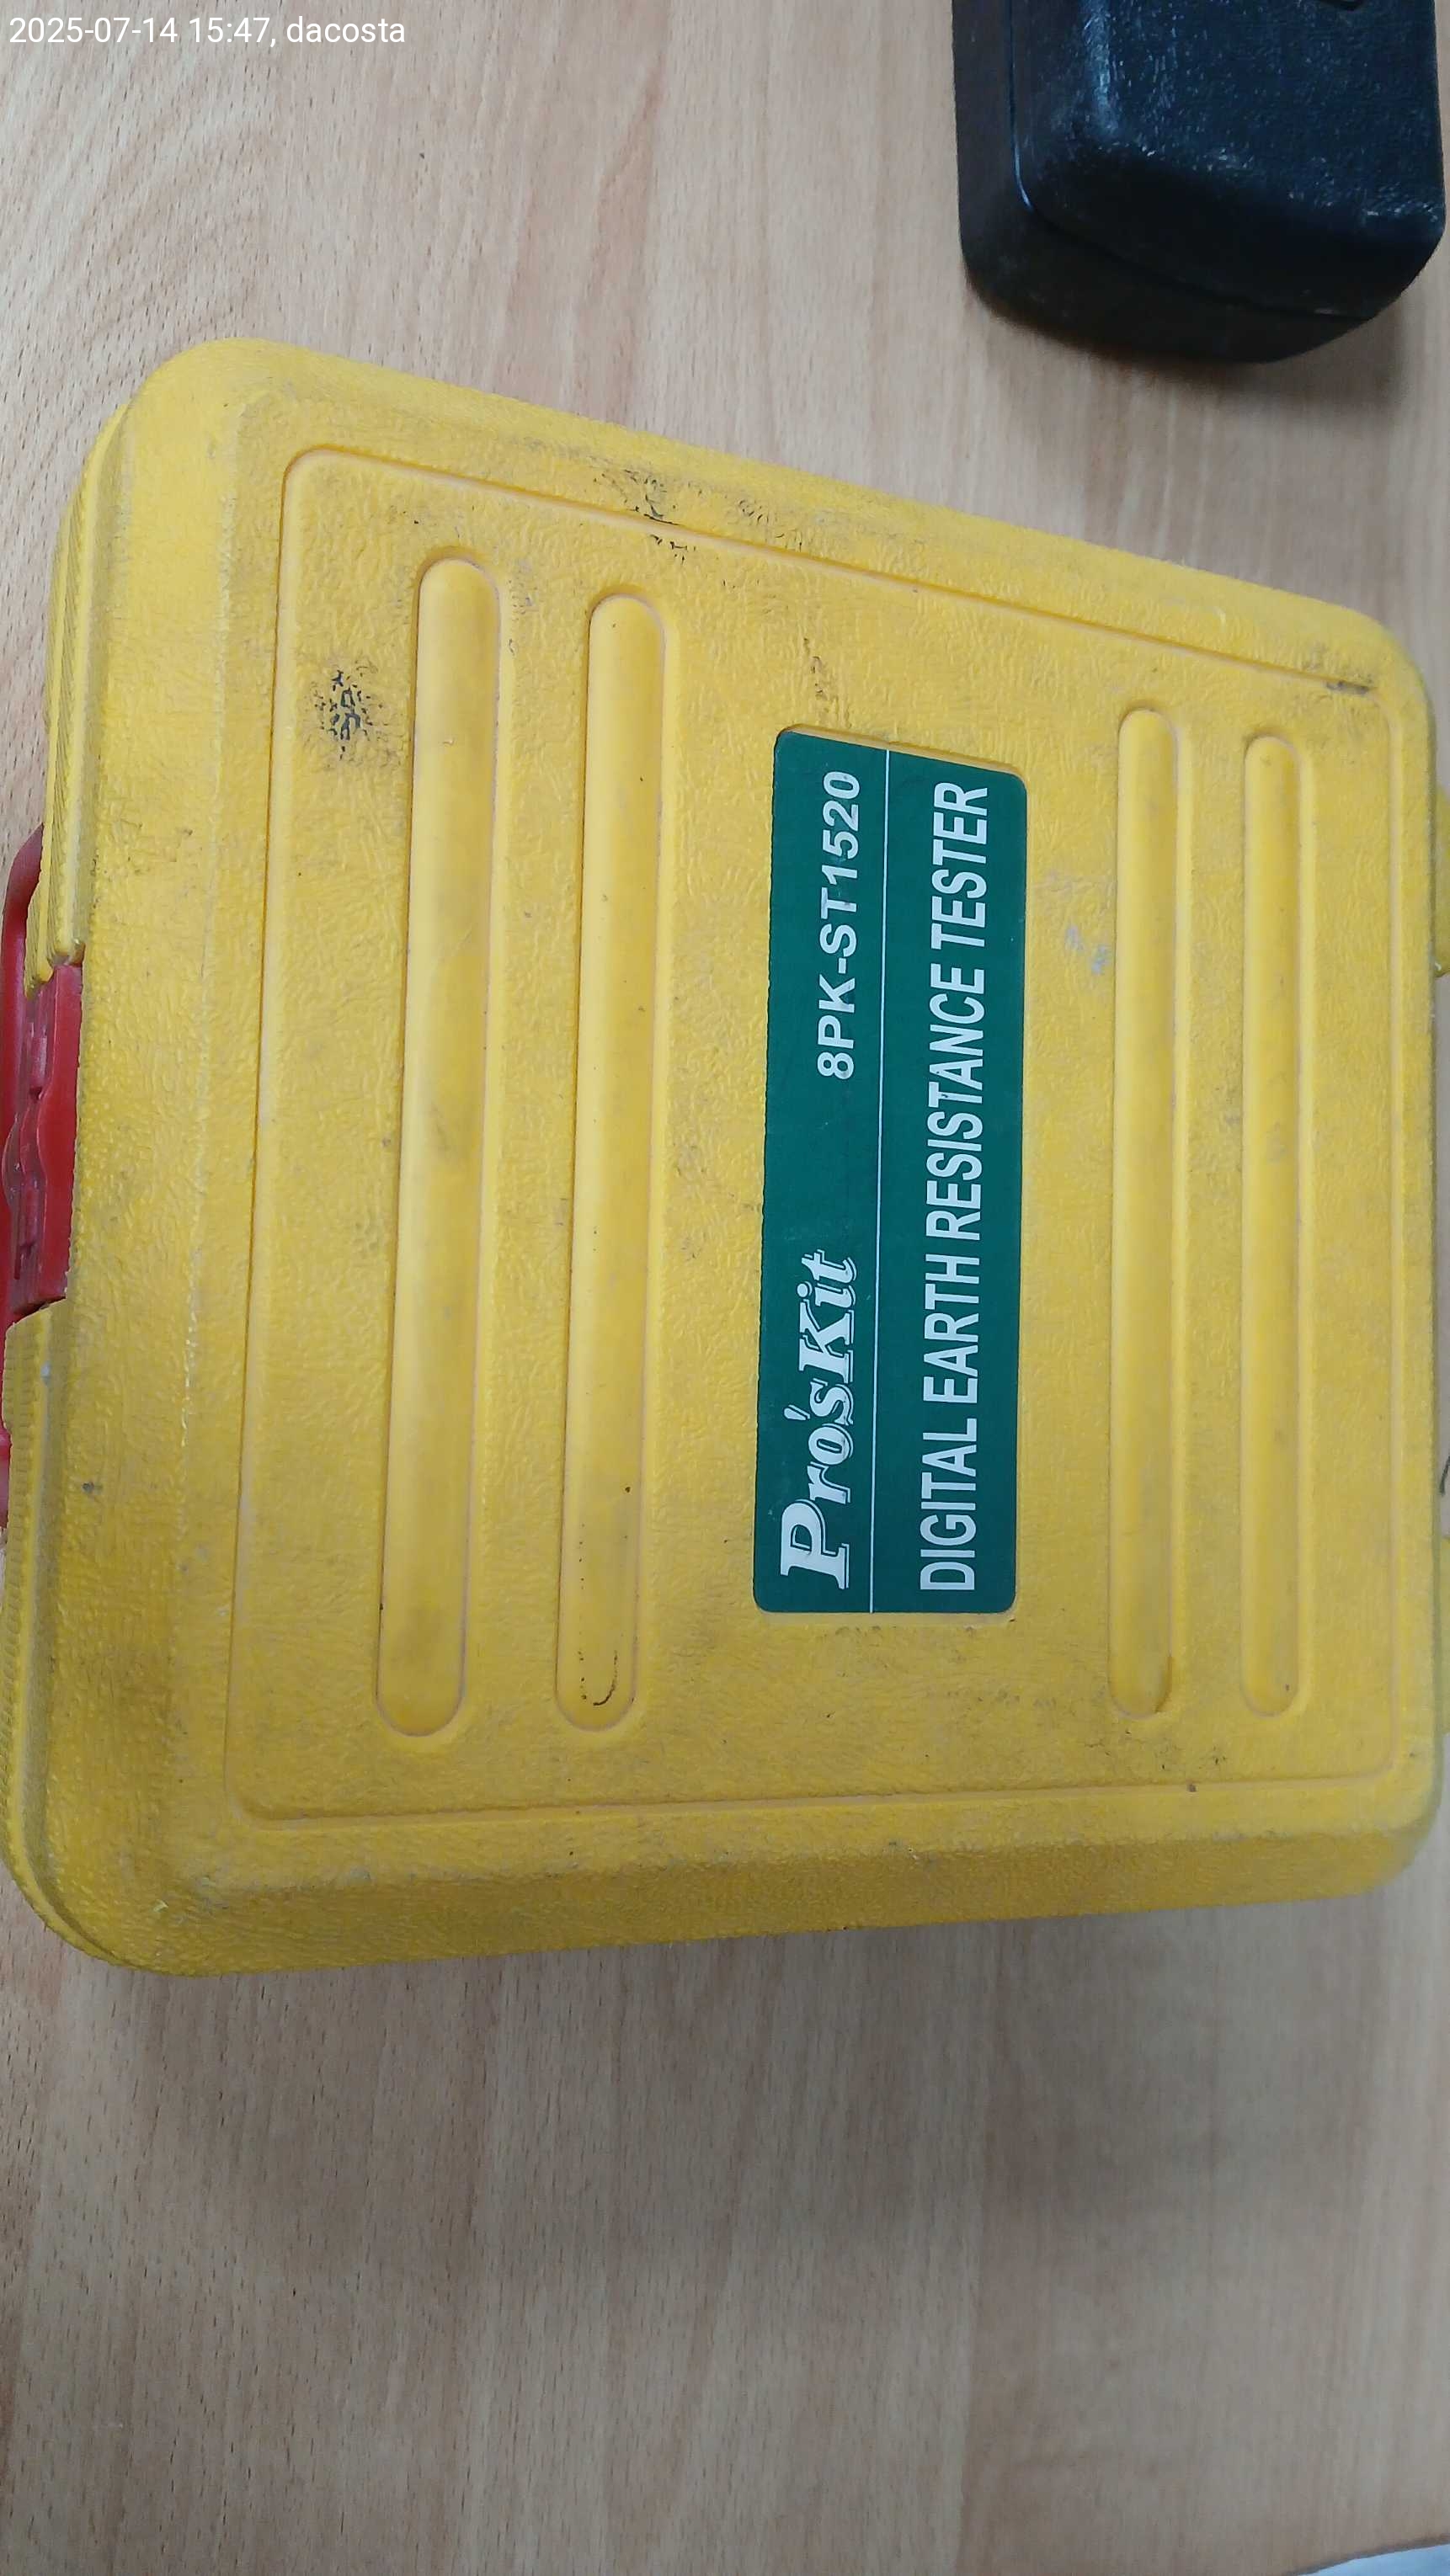 2025-07-14 15:47, dacosta
Pro'sKit 8PK-ST1520
DIGITAL EARTH RESISTANCE TESTER